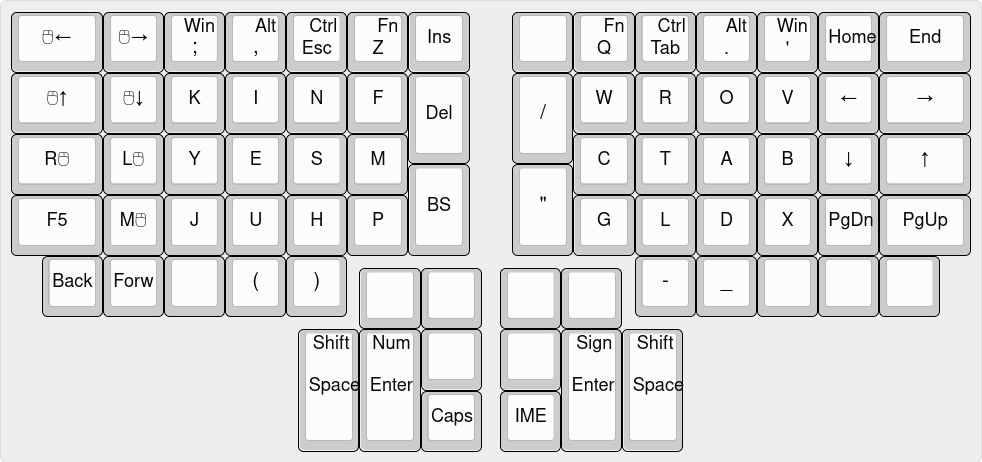 🖰← 🖰→ Win Alt Ctrl Fn Ins Fn Ctrl Alt Win Home End
; , Esc Z Q Tab . '
🖰↑ 🖰↓ K I N F Del / W R O V ← →
R🖰 L🖰 Y E S M C T A B ↓ ↑
F5 M🖰 J U H P BS " G L D X PgDn PgUp
Back Forw ( ) - _
Shift Num Sign Shift
Space Enter Enter Space
Caps IME